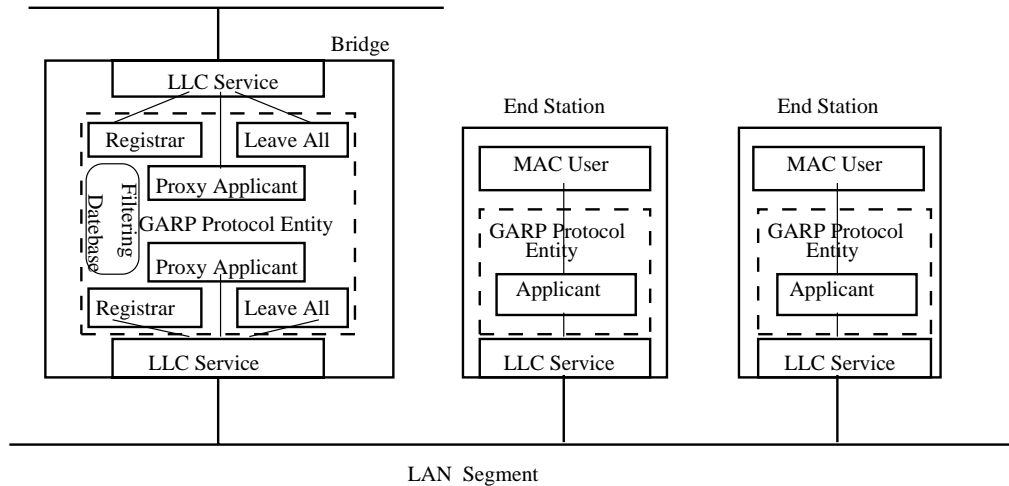 Bridge
LLC Service
Registrar
Leave All
Proxy Applicant
Filtering
Datebase
GARP Protocol Entity
Proxy Applicant
Registrar
Leave All
LLC Service
End Station
MAC User
GARP Protocol
Entity
Applicant
LLC Service
End Station
MAC User
GARP Protocol
Entity
Applicant
LLC Service
LAN Segment